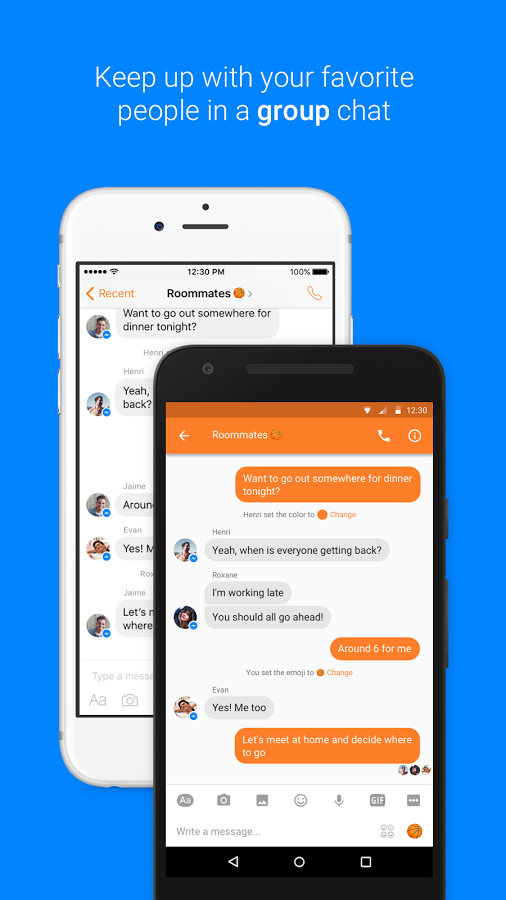 Keep up with your favorite
people in a group chat
12:30 PM
100%
Recent
Roommates
Want to go out somewhere for
dinner tonight?
Henri
Henri
Yeah,
back?
Jaime
Around
Evan
Yes! M
Rox
Jaime
Let's m
where
Type a messa
Aa
12:30
Roommates
Want to go out somewhere for dinner
tonight?
Henri set the color to Change
Henri
Yeah, when is everyone getting back?
Roxane
I'm working late
You should all go ahead!
Around 6 for me
You set the emoji to Change
Evan
Yes! Me too
Let's meet at home and decide where
to go
Aa
GIF
Write a message...